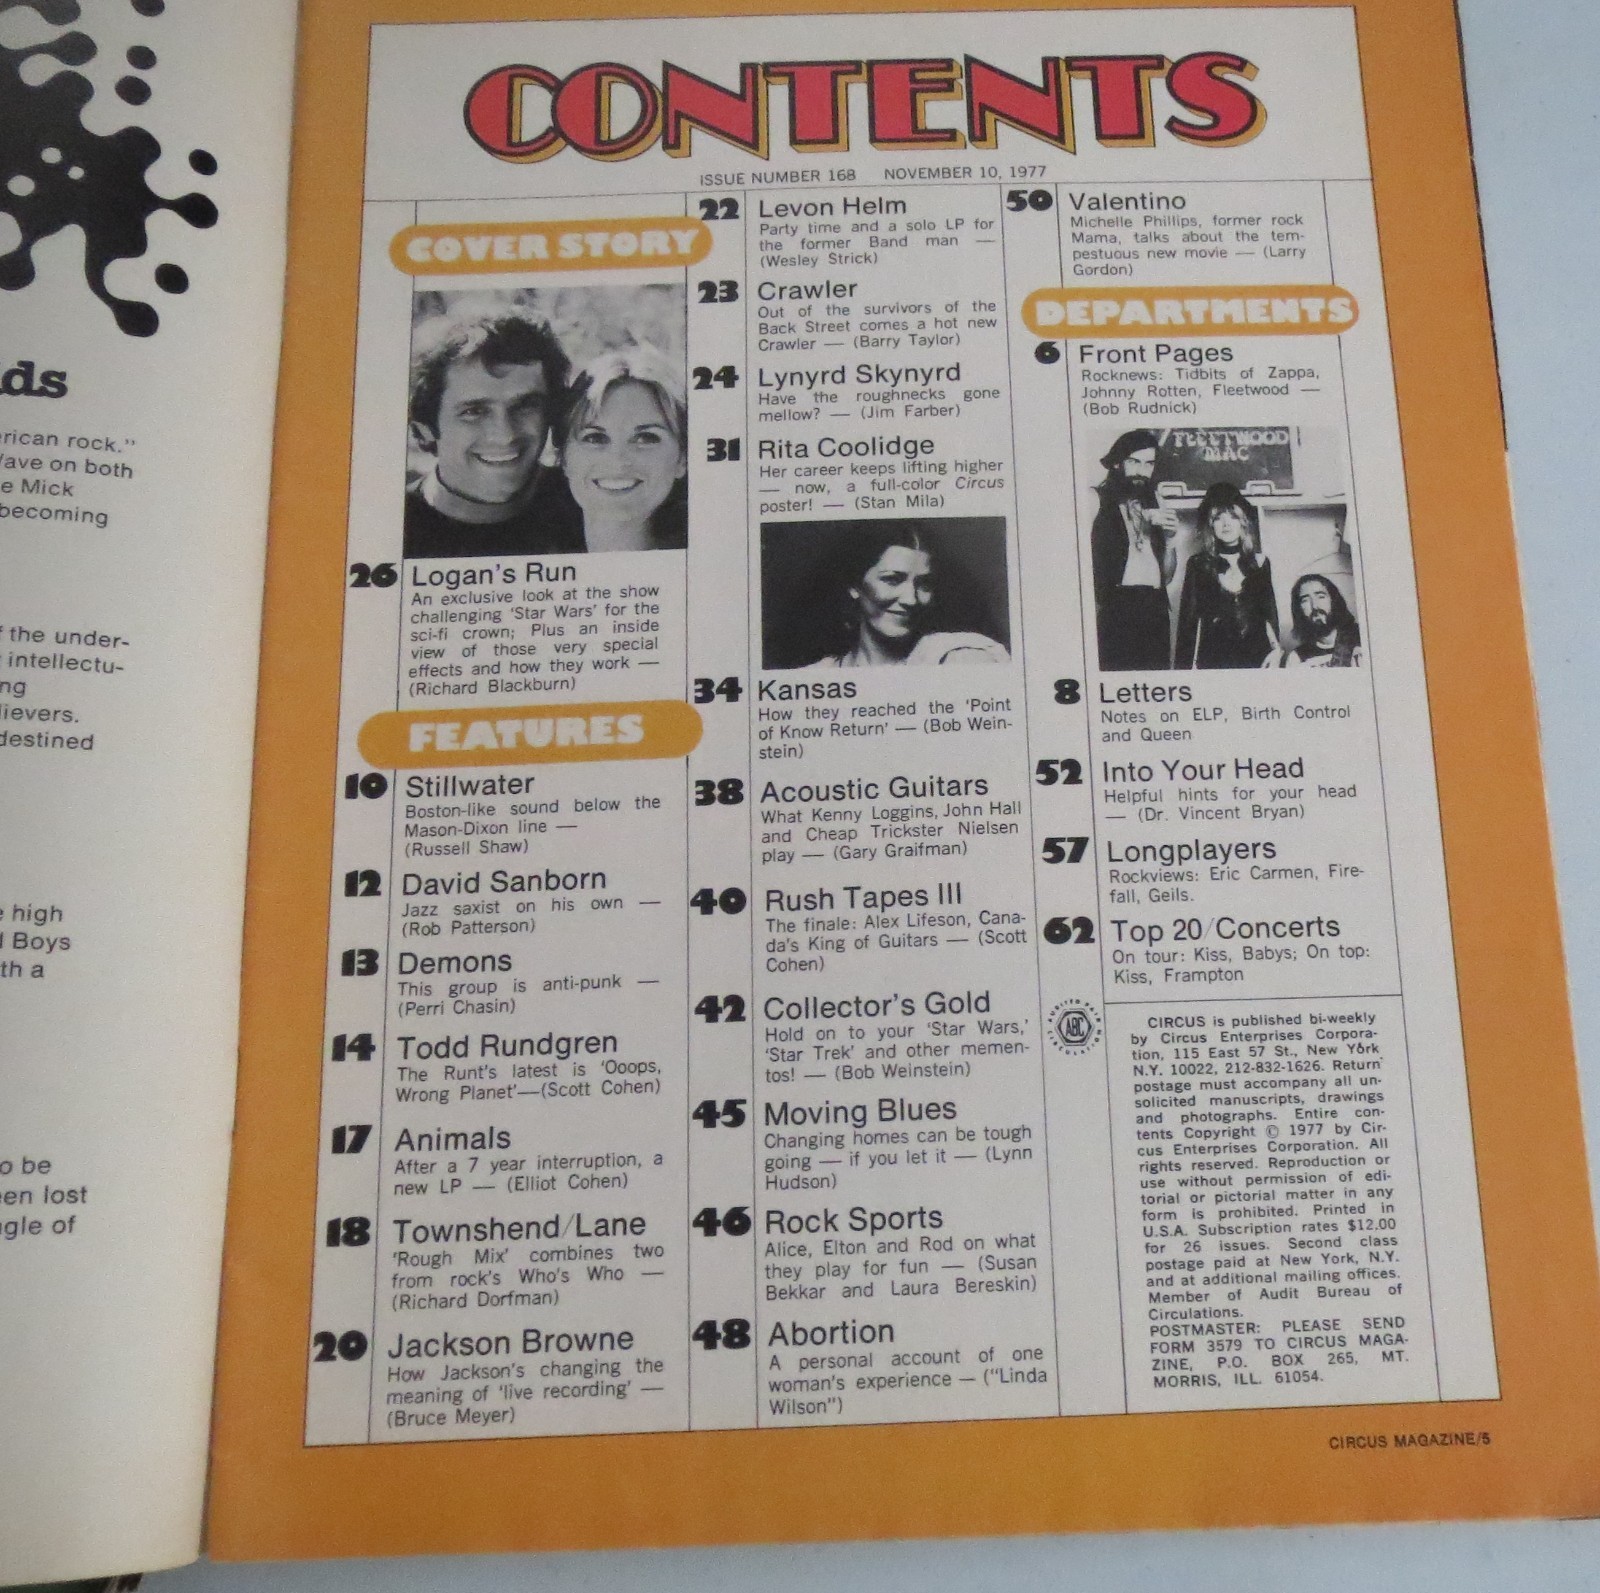 ds
rican rock."
ave on both
e Mick
becoming
f the under-
intellectu-
ng
lievers.
destined
e high
l Boys
th a
o be
en lost
gle of
CONTENTS
ISSUE NUMBER 168 NOVEMBER 10, 1977
COVER STORY
26 Logan's Run
An exclusive look at the show
challenging 'Star Wars' for the
sci-fi crown; Plus an inside
view of those very special
effects and how they work —
(Richard Blackburn)
FEATURES
10 Stillwater
Boston-like sound below the
Mason-Dixon line —
(Russell Shaw)
12 David Sanborn
Jazz saxist on his own —
(Rob Patterson)
13 Demons
This group is anti-punk —
(Perri Chasin)
14 Todd Rundgren
The Runt's latest is 'Ooops,
Wrong Planet'—(Scott Cohen)
17 Animals
After a 7 year interruption, a
new LP — (Elliot Cohen)
18 Townshend/Lane
'Rough Mix' combines two
from rock's Who's Who —
(Richard Dorfman)
20 Jackson Browne
How Jackson's changing the
meaning of 'live recording' —
(Bruce Meyer)
22 Levon Helm
Party time and a solo LP for
the former Band man —
(Wesley Strick)
23 Crawler
Out of the survivors of the
Back Street comes a hot new
Crawler — (Barry Taylor)
24 Lynyrd Skynyrd
Have the roughnecks gone
mellow? — (Jim Farber)
31 Rita Coolidge
Her career keeps lifting higher
— now, a full-color Circus
poster! — (Stan Mila)
34 Kansas
How they reached the 'Point
of Know Return' — (Bob Wein-
stein)
38 Acoustic Guitars
What Kenny Loggins, John Hall
and Cheap Trickster Nielsen
play — (Gary Graifman)
40 Rush Tapes III
The finale: Alex Lifeson, Cana-
da's King of Guitars — (Scott
Cohen)
42 Collector's Gold
Hold on to your 'Star Wars,'
'Star Trek' and other memen-
tos! — (Bob Weinstein)
45 Moving Blues
Changing homes can be tough
going — if you let it — (Lynn
Hudson)
46 Rock Sports
Alice, Elton and Rod on what
they play for fun — (Susan
Bekkar and Laura Bereskin)
48 Abortion
A personal account of one
woman's experience — ("Linda
Wilson")
50 Valentino
Michelle Phillips, former rock
Mama, talks about the tem-
pestuous new movie — (Larry
Gordon)
DEPARTMENTS
6 Front Pages
Rocknews: Tidbits of Zappa,
Johnny Rotten, Fleetwood —
(Bob Rudnick)
FLEETWOOD
MAC
8 Letters
Notes on ELP, Birth Control
and Queen
52 Into Your Head
Helpful hints for your head
— (Dr. Vincent Bryan)
57 Longplayers
Rockviews: Eric Carmen, Fire-
fall, Geils.
62 Top 20/Concerts
On tour: Kiss, Babys; On top:
Kiss, Frampton
AUDIT BUREAU CIRCULATIONS
ABC
CIRCUS is published bi-weekly
by Circus Enterprises Corpora-
tion, 115 East 57 St., New York
N.Y. 10022, 212-832-1626. Return
postage must accompany all un-
solicited manuscripts, drawings
and photographs. Entire con-
tents Copyright © 1977 by Cir-
cus Enterprises Corporation. All
rights reserved. Reproduction or
use without permission of edi-
torial or pictorial matter in any
form is prohibited. Printed in
U.S.A. Subscription rates $12.00
for 26 issues. Second class
postage paid at New York, N.Y.
and at additional mailing offices.
Member of Audit Bureau of
Circulations.
POSTMASTER: PLEASE SEND
FORM 3579 TO CIRCUS MAGA-
ZINE, P.O. BOX 265, MT.
MORRIS, ILL. 61054.
CIRCUS MAGAZINE/5